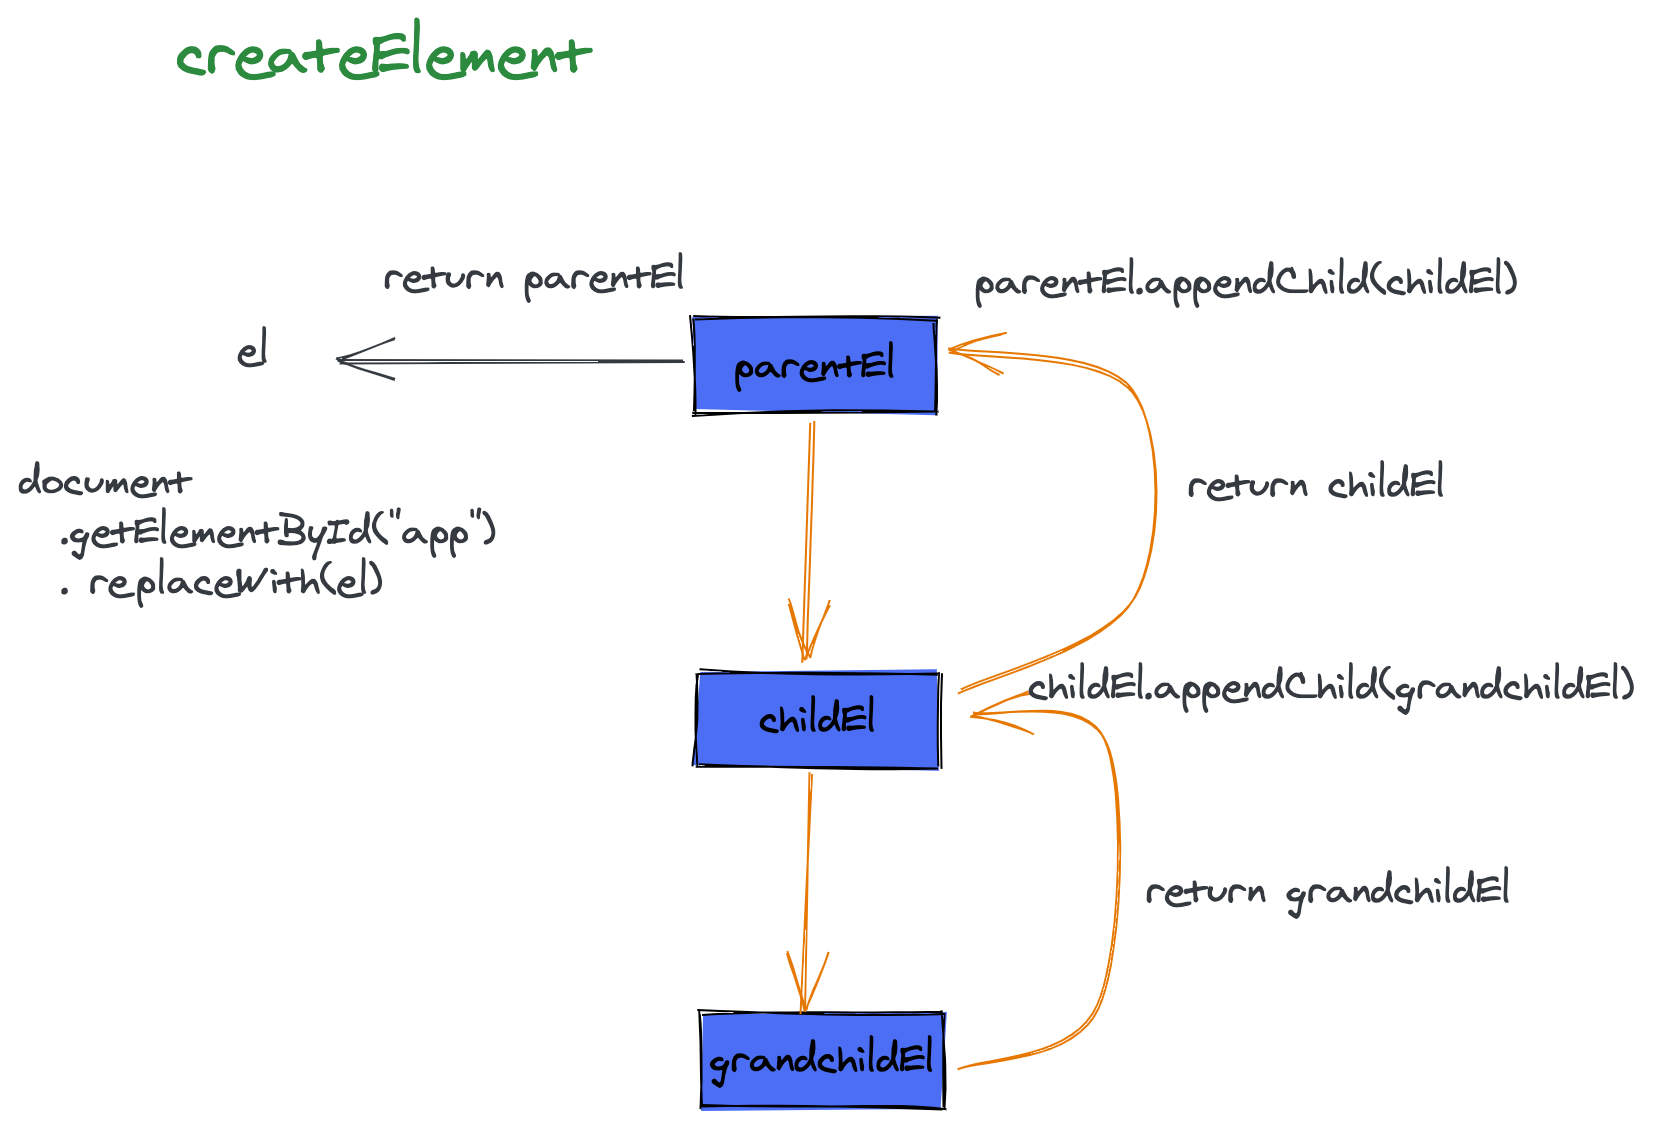 createElement
return parentEl
parentEl.appendChild(childEl)
el
parentEl
document
.getElementById("app")
. replaceWith(el)
return childEl
childEl.appendChild(grandchildEl)
childEl
return grandchildEl
grandchildEl